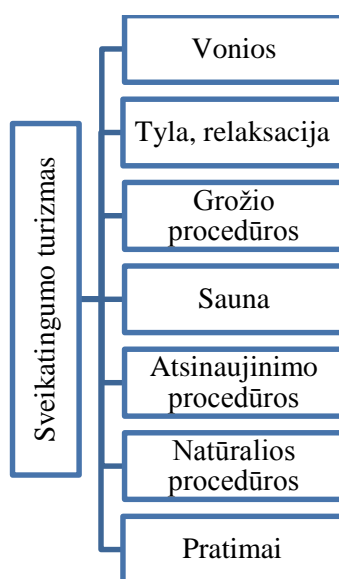 Sveikatingumo turizmas
Vonios
Tyla, relaksacija
Grožio
procedūros
Sauna
Atsinaujinimo
procedūros
Natūralios
procedūros
Pratimai